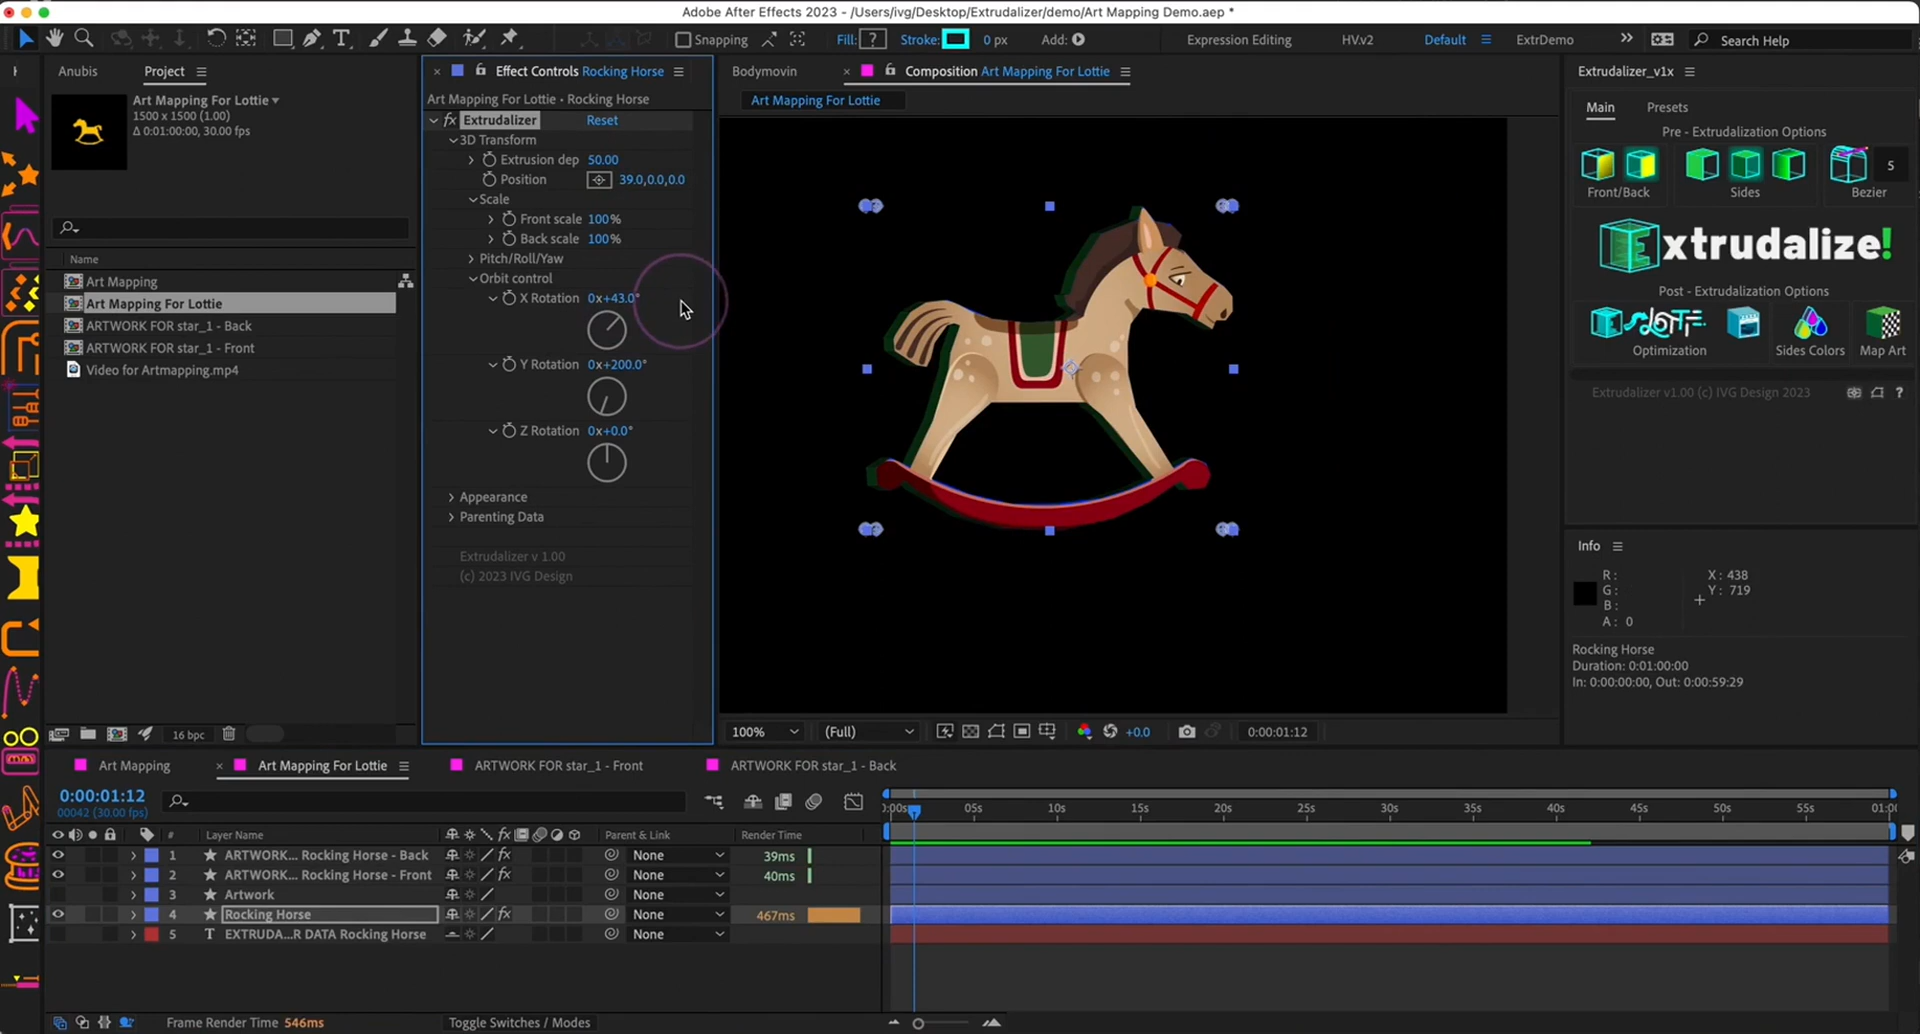 Adobe After Effects 2023 - /Users/ivg/Desktop/Extrudalizer/demo/Art Mapping Demo.aep *
Snapping
Fill: ?
Stroke:
0 px
Add:
Expression Editing
HV.v2
Default
ExtrDemo
Search Help
Anubis
Project
Effect Controls Rocking Horse
Bodymovin
Composition Art Mapping For Lottie
Extrudalizer_v1x
Art Mapping For Lottie
1500 x 1500 (1.00)
Δ 0:01:00:00, 30.00 fps
Art Mapping For Lottie • Rocking Horse
Art Mapping For Lottie
Main
Presets
fx Extrudalizer
Reset
3D Transform
Extrusion dep 50.00
Position 39.0,0.0,0.0
Scale
Front scale 100%
Back scale 100%
Pitch/Roll/Yaw
Orbit control
X Rotation 0x+43.0°
Y Rotation 0x+200.0°
Z Rotation 0x+0.0°
Appearance
Parenting Data
Extrudalizer v 1.00
(c) 2023 IVG Design
Pre - Extrudalization Options
5
Front/Back
Sides
Bezier
Extrudalize!
Post - Extrudalization Options
LOTTIE
Optimization
Sides Colors
Map Art
Extrudalizer v1.00 (c) IVG Design 2023
?
Name
Art Mapping
Art Mapping For Lottie
ARTWORK FOR star_1 - Back
ARTWORK FOR star_1 - Front
Video for Artmapping.mp4
Info
R:
G:
B:
A: 0
X: 438
Y: 719
Rocking Horse
Duration: 0:01:00:00
In: 0:00:00:00, Out: 0:00:59:29
16 bpc
100%
(Full)
+0.0
0:00:01:12
Art Mapping
Art Mapping For Lottie
ARTWORK FOR star_1 - Front
ARTWORK FOR star_1 - Back
0:00:01:12
00042 (30.00 fps)
0:00s 05s 10s 15s 20s 25s 30s 35s 40s 45s 50s 55s 01:00
# Layer Name fx Parent & Link Render Time
1 ARTWORK... Rocking Horse - Back fx None 39ms
2 ARTWORK... Rocking Horse - Front fx None 40ms
3 Artwork None
4 Rocking Horse fx None 467ms
5 T EXTRUDA...R DATA Rocking Horse None
Frame Render Time 546ms
Toggle Switches / Modes